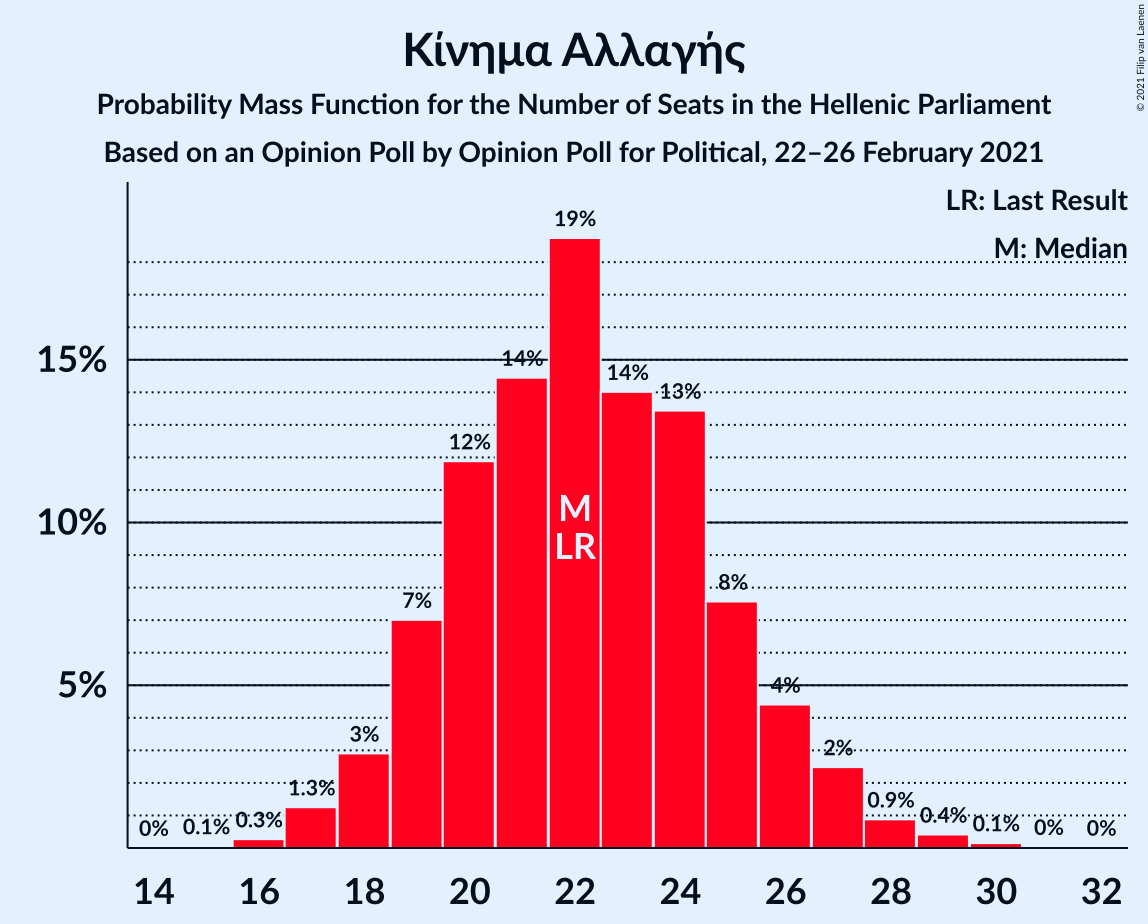 Κίνημα Αλλαγής
Probability Mass Function for the Number of Seats in the Hellenic Parliament
Based on an Opinion Poll by Opinion Poll for Political, 22–26 February 2021
© 2021 Filip van Laenen
LR: Last Result
M: Median
15%
10%
5%
0%
0.1%
0.3%
1.3%
3%
7%
12%
14%
19%
14%
13%
8%
4%
2%
0.9%
0.4%
0.1%
0%
0%
M
LR
14 16 18 20 22 24 26 28 30 32